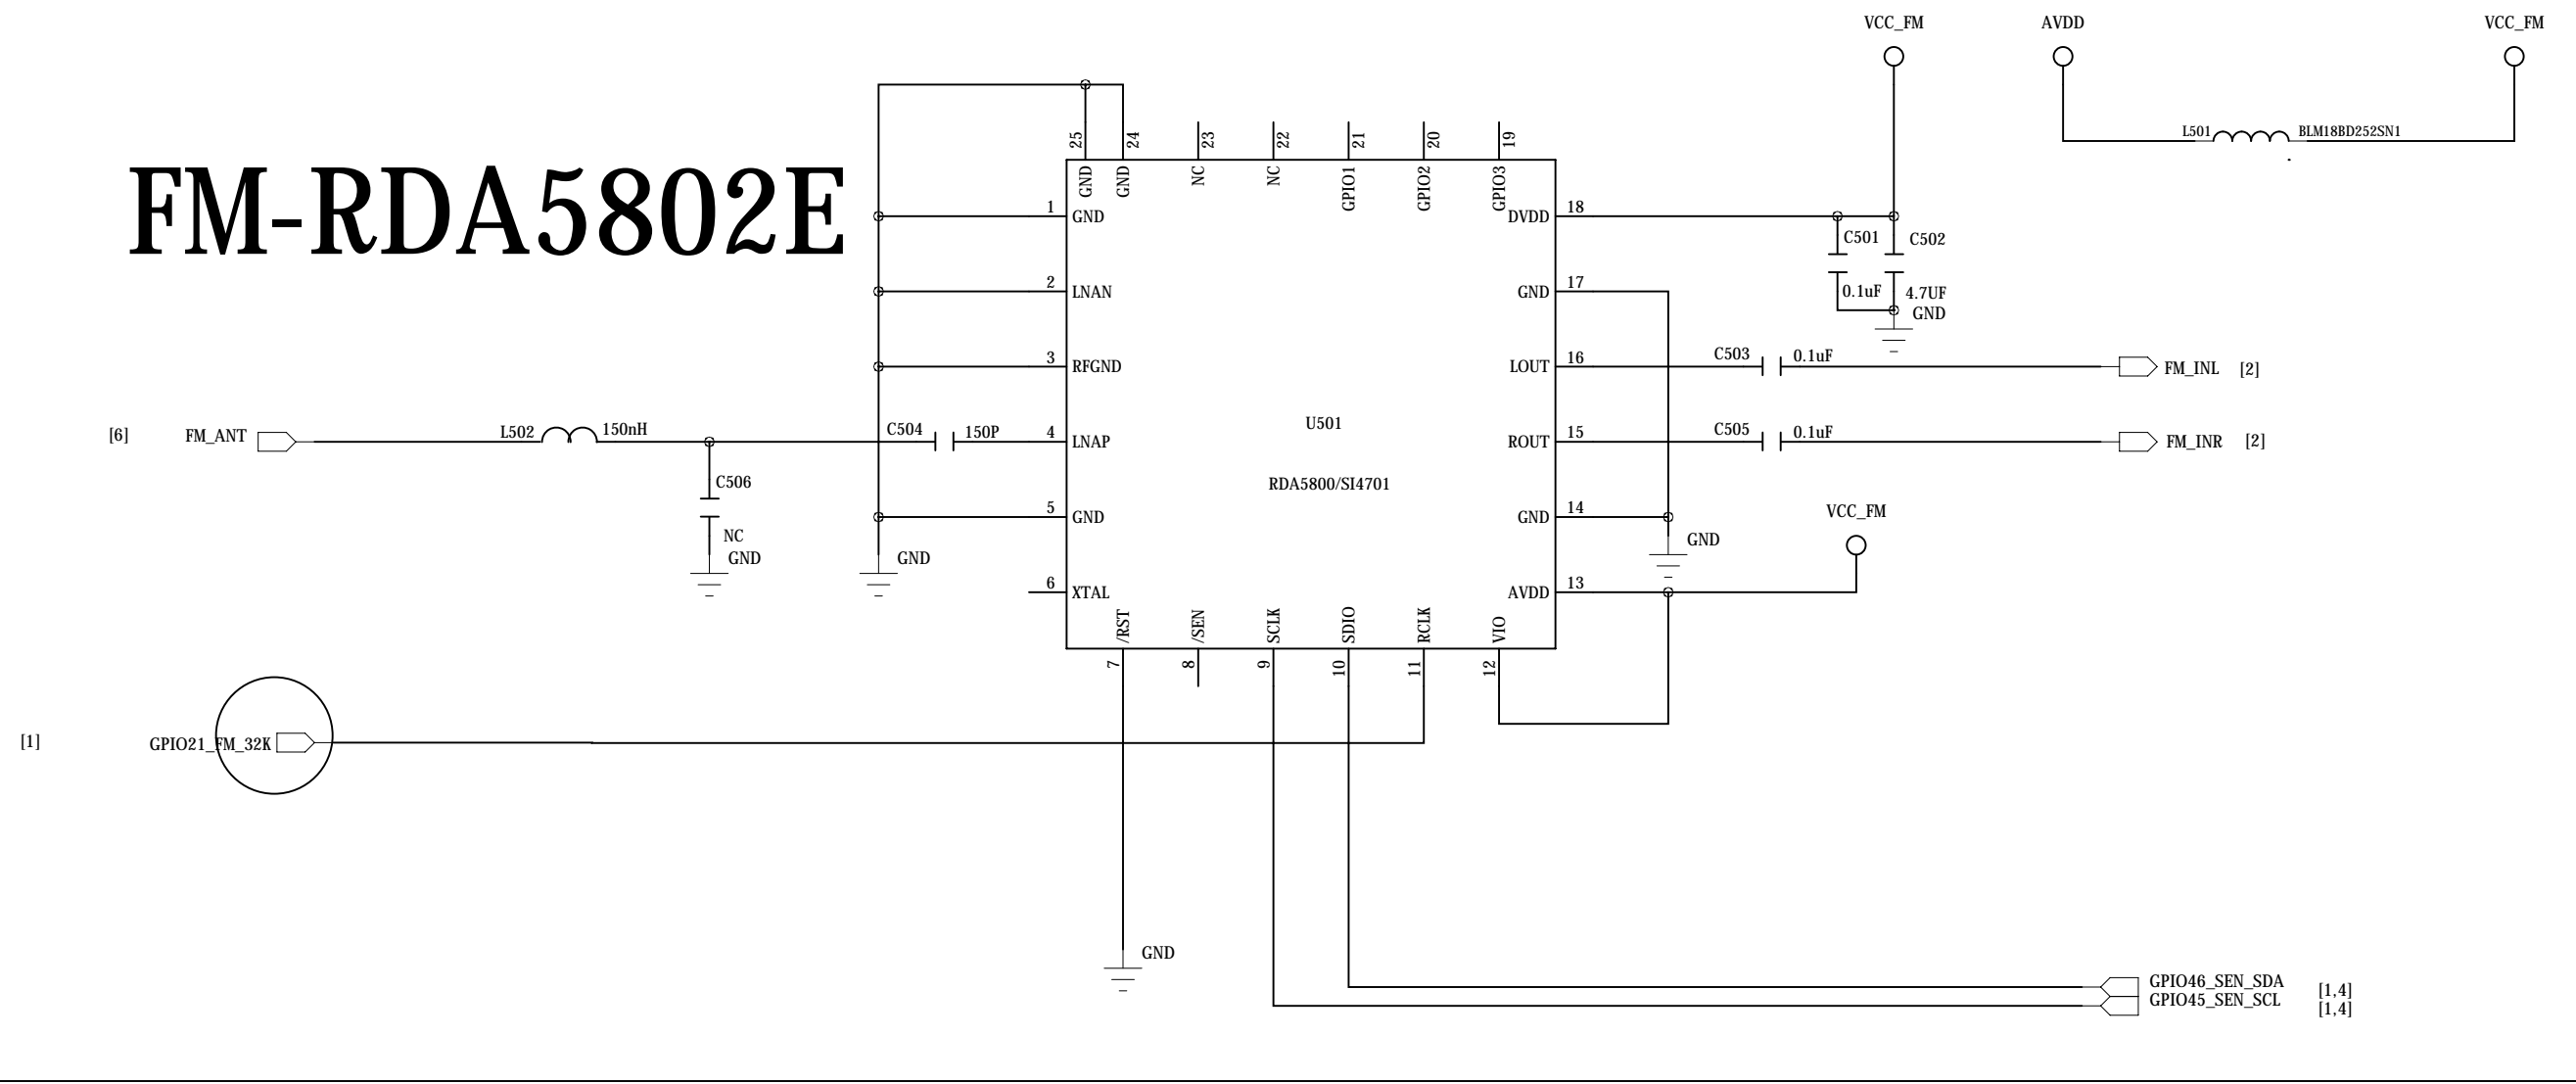 VCC_FM AVDD VCC_FM
L501 BLM18BD252SN1
FM-RDA5802E
25 24 23 22 21 20 19
GND GND NC NC GPIO1 GPIO2 GPIO3
1 GND DVDD 18
C501 C502
2 LNAN GND 17
0.1uF 4.7UF
GND
3 RFGND LOUT 16 C503 0.1uF FM_INL [2]
U501
[6] FM_ANT L502 150nH C504 150P 4 LNAP ROUT 15 C505 0.1uF FM_INR [2]
C506 RDA5800/SI4701
5 GND GND 14 VCC_FM
NC
GND GND GND
6 XTAL AVDD 13
/RST /SEN SCLK SDIO RCLK VIO
7 8 9 10 11 12
[1] GPIO21_FM_32K
GND
GPIO46_SEN_SDA [1,4]
GPIO45_SEN_SCL [1,4]